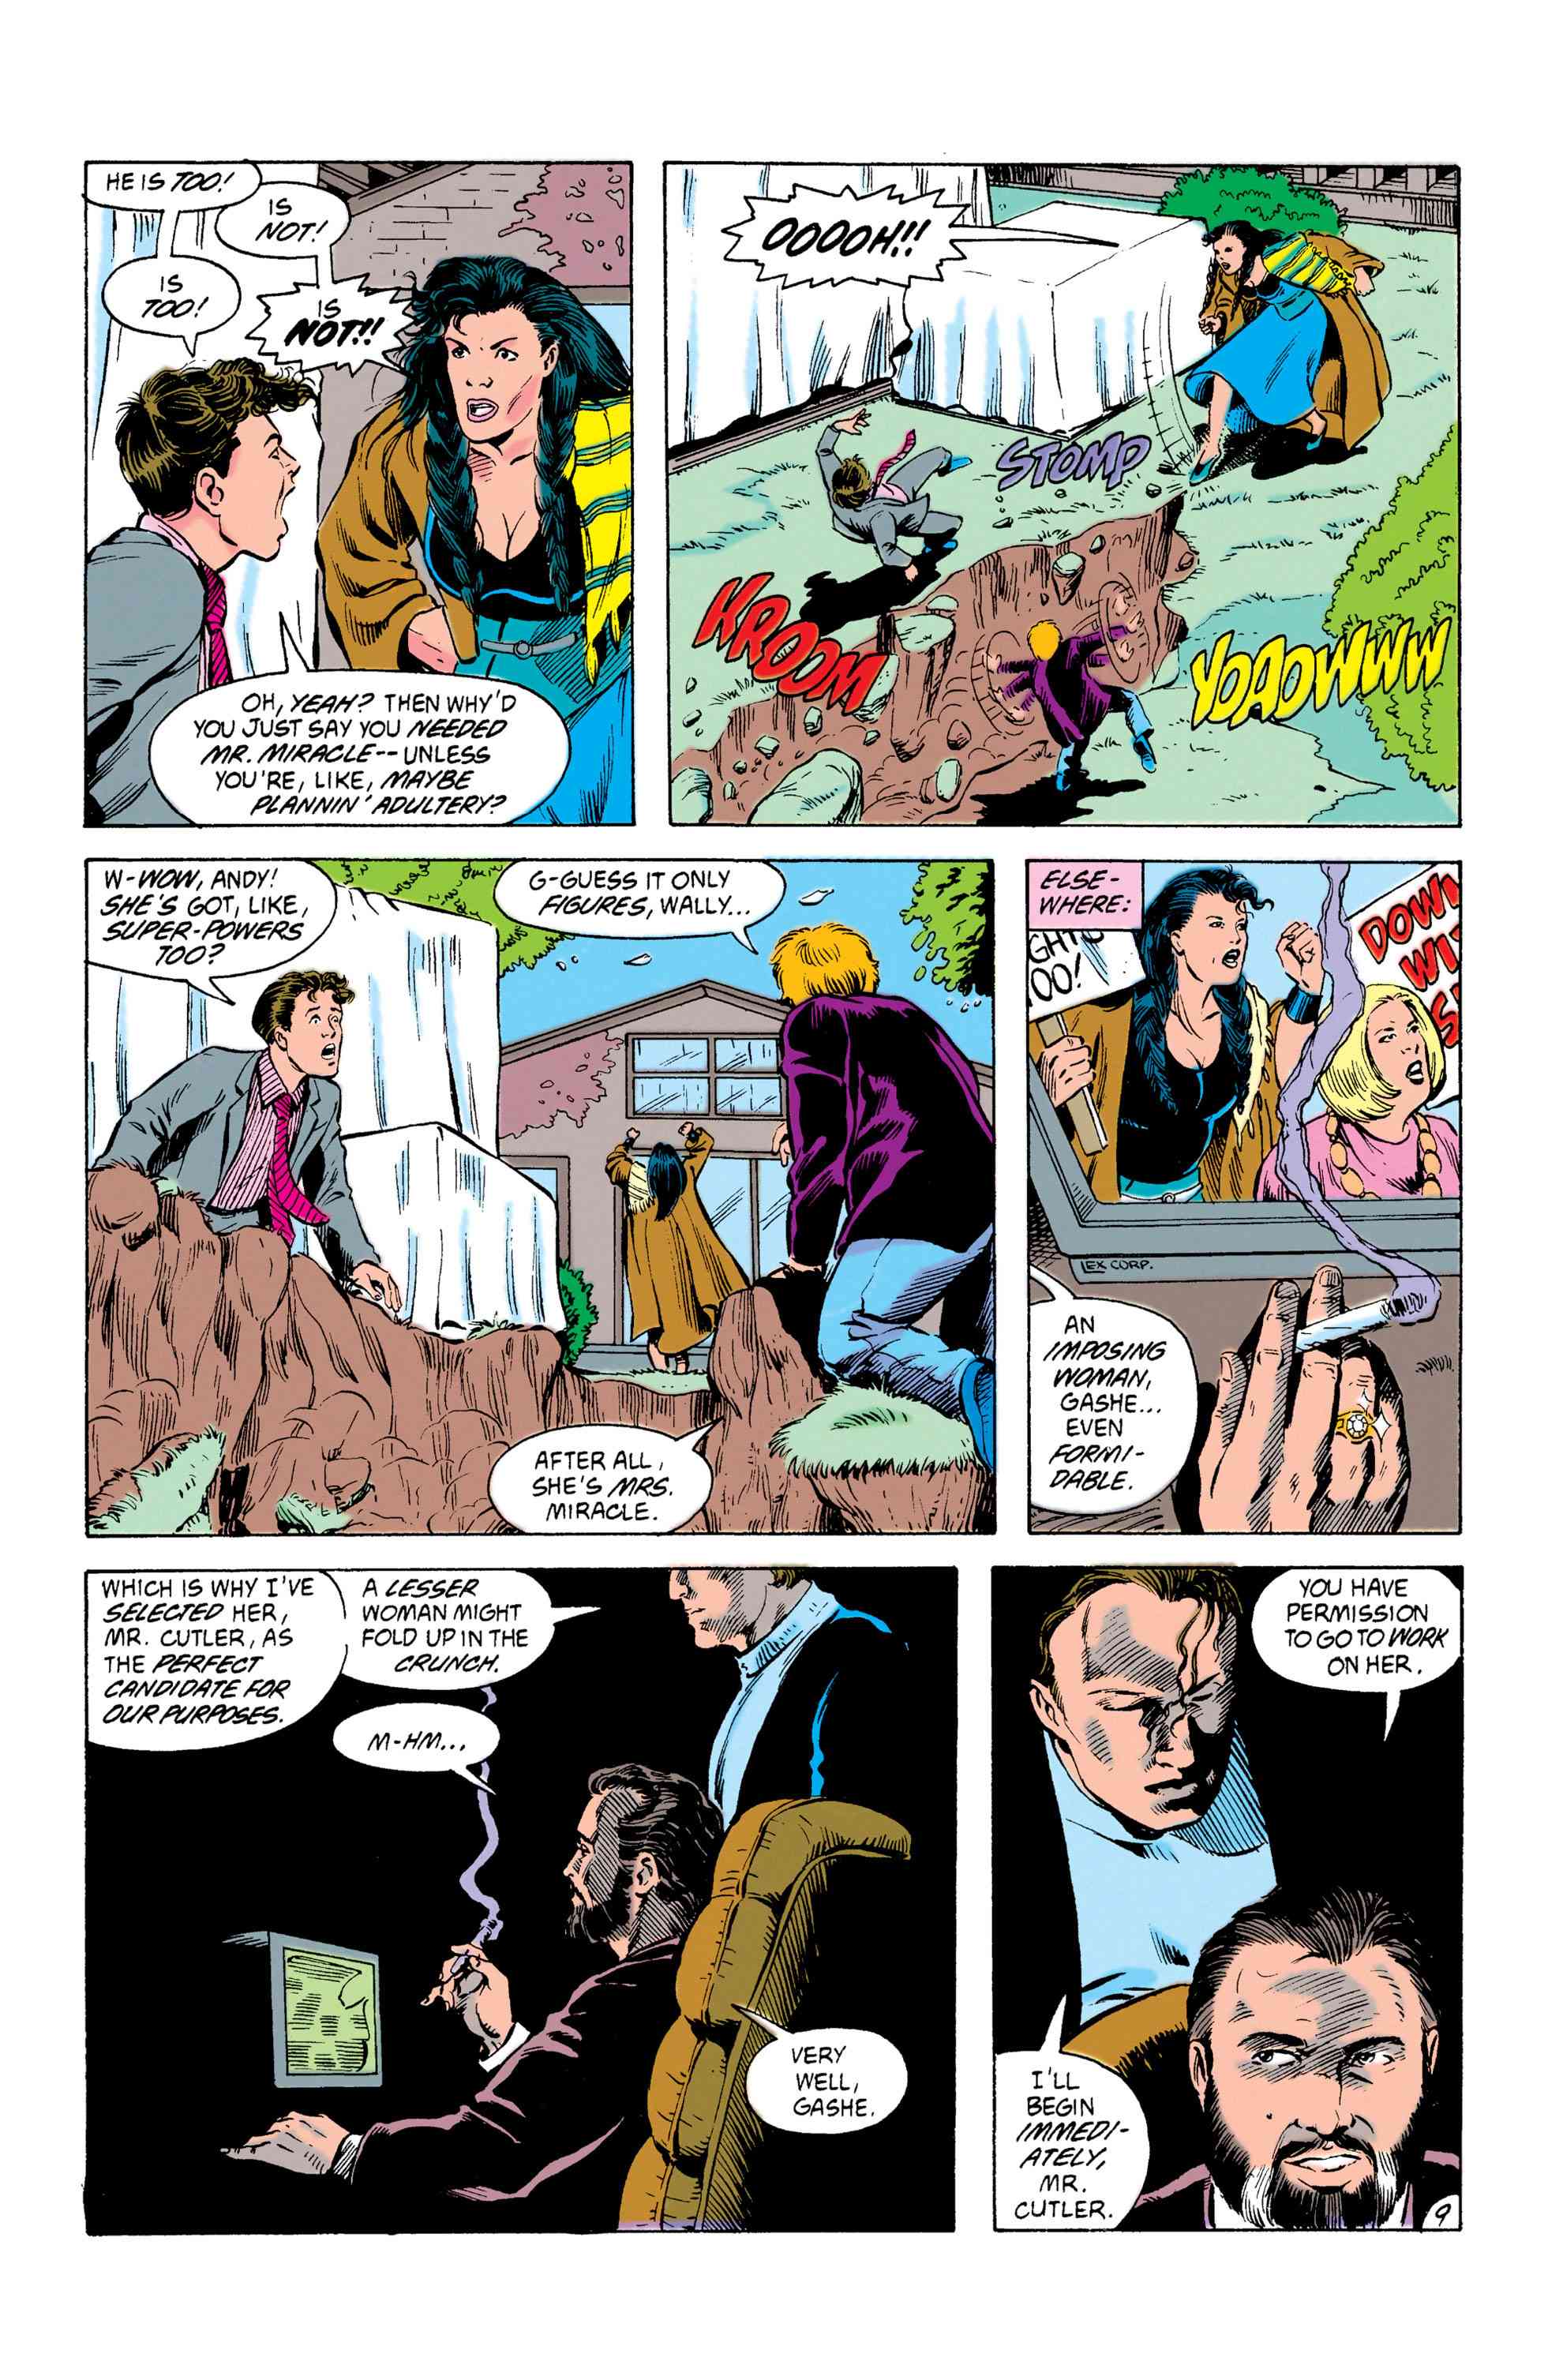 HE IS TOO!
IS
NOT!
IS
TOO!
IS
NOT!!
OH, YEAH? THEN WHY'D
YOU JUST SAY YOU NEEDED
MR. MIRACLE-- UNLESS
YOU'RE, LIKE, MAYBE
PLANNIN' ADULTERY?
OOOOH!!
STOMP
KROOM
YOAOWWW
W-WOW, ANDY!
SHE'S GOT, LIKE,
SUPER-POWERS
TOO?
G-GUESS IT ONLY
FIGURES, WALLY...
AFTER ALL,
SHE'S MRS.
MIRACLE.
ELSE-
WHERE:
GHTS
OO!
DOWN
WI
S
LEX CORP.
AN
IMPOSING
WOMAN,
GASHE...
EVEN
FORMI-
DABLE.
WHICH IS WHY I'VE
SELECTED HER,
MR. CUTLER, AS
THE PERFECT
CANDIDATE FOR
OUR PURPOSES.
A LESSER
WOMAN MIGHT
FOLD UP IN THE
CRUNCH.
M-HM...
VERY
WELL,
GASHE.
YOU HAVE
PERMISSION
TO GO TO WORK
ON HER.
I'LL
BEGIN
IMMEDI-
ATELY,
MR.
CUTLER.
9